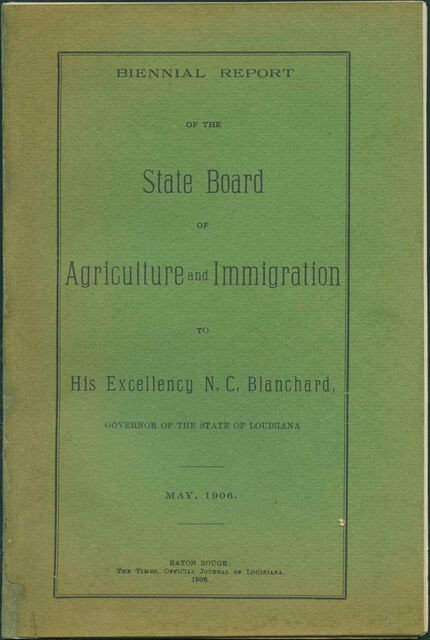 BIENNIAL REPORT
OF THE
State Board
OF
Agriculture and Immigration
TO
His Excellency N. C. Blanchard,
GOVERNOR OF THE STATE OF LOUISIANA
MAY, 1906.
BATON ROUGE:
THE TIMES, OFFICIAL JOURNAL OF LOUISIANA.
1906.